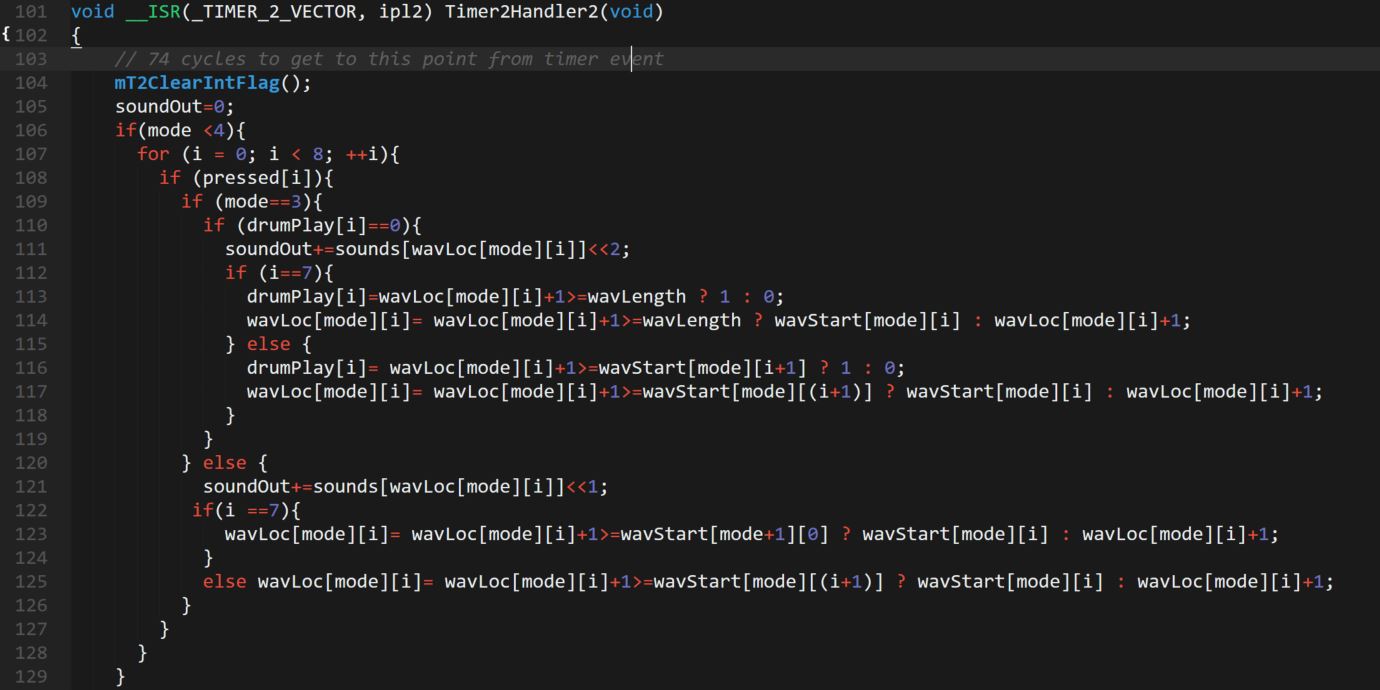 101 void __ISR(_TIMER_2_VECTOR, ipl2) Timer2Handler2(void)
{ 102 {
103     // 74 cycles to get to this point from timer event
104     mT2ClearIntFlag();
105     soundOut=0;
106     if(mode <4){
107       for (i = 0; i < 8; ++i){
108         if (pressed[i]){
109           if (mode==3){
110             if (drumPlay[i]==0){
111               soundOut+=sounds[wavLoc[mode][i]]<<2;
112               if (i==7){
113                 drumPlay[i]=wavLoc[mode][i]+1>=wavLength ? 1 : 0;
114                 wavLoc[mode][i]= wavLoc[mode][i]+1>=wavLength ? wavStart[mode][i] : wavLoc[mode][i]+1;
115               } else {
116                 drumPlay[i]= wavLoc[mode][i]+1>=wavStart[mode][i+1] ? 1 : 0;
117                 wavLoc[mode][i]= wavLoc[mode][i]+1>=wavStart[mode][(i+1)] ? wavStart[mode][i] : wavLoc[mode][i]+1;
118               }
119             }
120           } else {
121             soundOut+=sounds[wavLoc[mode][i]]<<1;
122            if(i ==7){
123               wavLoc[mode][i]= wavLoc[mode][i]+1>=wavStart[mode+1][0] ? wavStart[mode][i] : wavLoc[mode][i]+1;
124             }
125             else wavLoc[mode][i]= wavLoc[mode][i]+1>=wavStart[mode][(i+1)] ? wavStart[mode][i] : wavLoc[mode][i]+1;
126           }
127         }
128       }
129     }